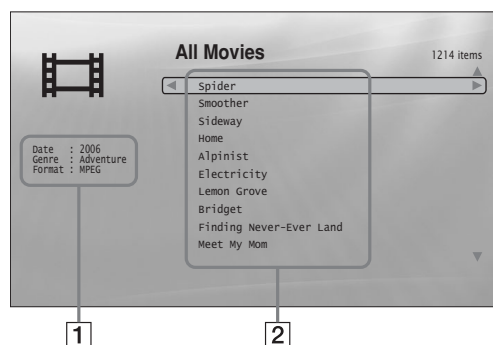 All Movies
1214 items
Spider
Smoother
Sideway
Home
Alpinist
Electricity
Lemon Grove
Bridget
Finding Never-Ever Land
Meet My Mom
Date : 2006
Genre : Adventure
Format : MPEG
1
2